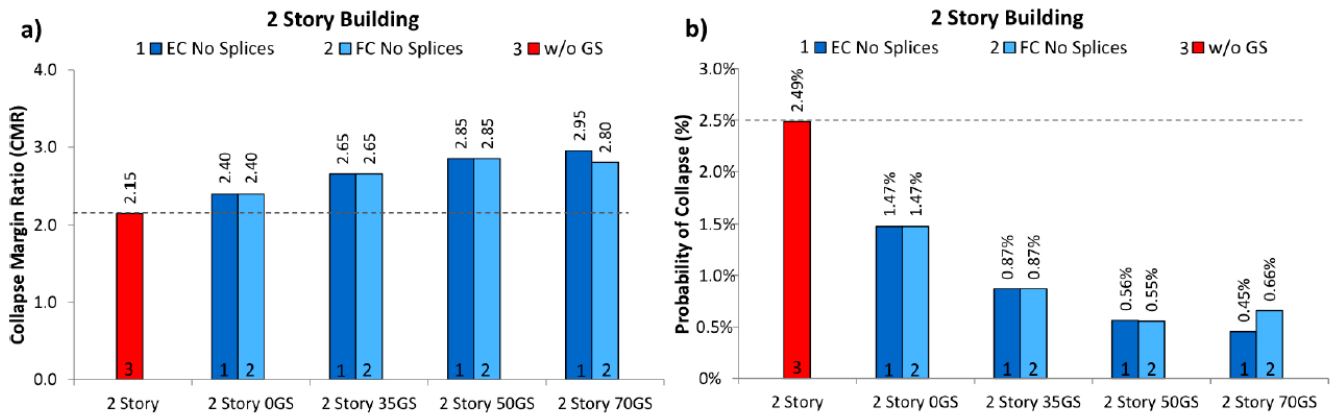 a)
2 Story Building
1 EC No Splices 2 FC No Splices 3 w/o GS
Collapse Margin Ratio (CMR)
4.0
3.0
2.0
1.0
0.0
2.15
2.40 2.40
2.65 2.65
2.85 2.85
2.95 2.80
3 1 2 1 2 1 2 1 2
2 Story 2 Story 0GS 2 Story 35GS 2 Story 50GS 2 Story 70GS
b)
2 Story Building
1 EC No Splices 2 FC No Splices 3 w/o GS
Probability of Collapse (%)
3.0%
2.5%
2.0%
1.5%
1.0%
0.5%
0%
2.49%
1.47% 1.47%
0.87% 0.87%
0.56% 0.55%
0.45% 0.66%
3 1 2 1 2 1 2 1 2
2 Story 2 Story 0GS 2 Story 35GS 2 Story 50GS 2 Story 70GS